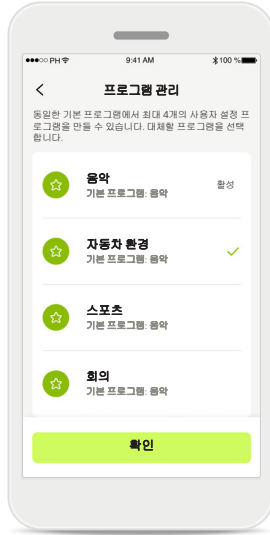 PH 9:41 AM 100 %
프로그램 관리
동일한 기본 프로그램에서 최대 4개의 사용자 설정 프
로그램을 만들 수 있습니다. 대체할 프로그램을 선택
합니다.
음악 활성
기본 프로그램: 음악
자동차 환경
기본 프로그램: 음악
스포츠
기본 프로그램: 음악
회의
기본 프로그램: 음악
확인